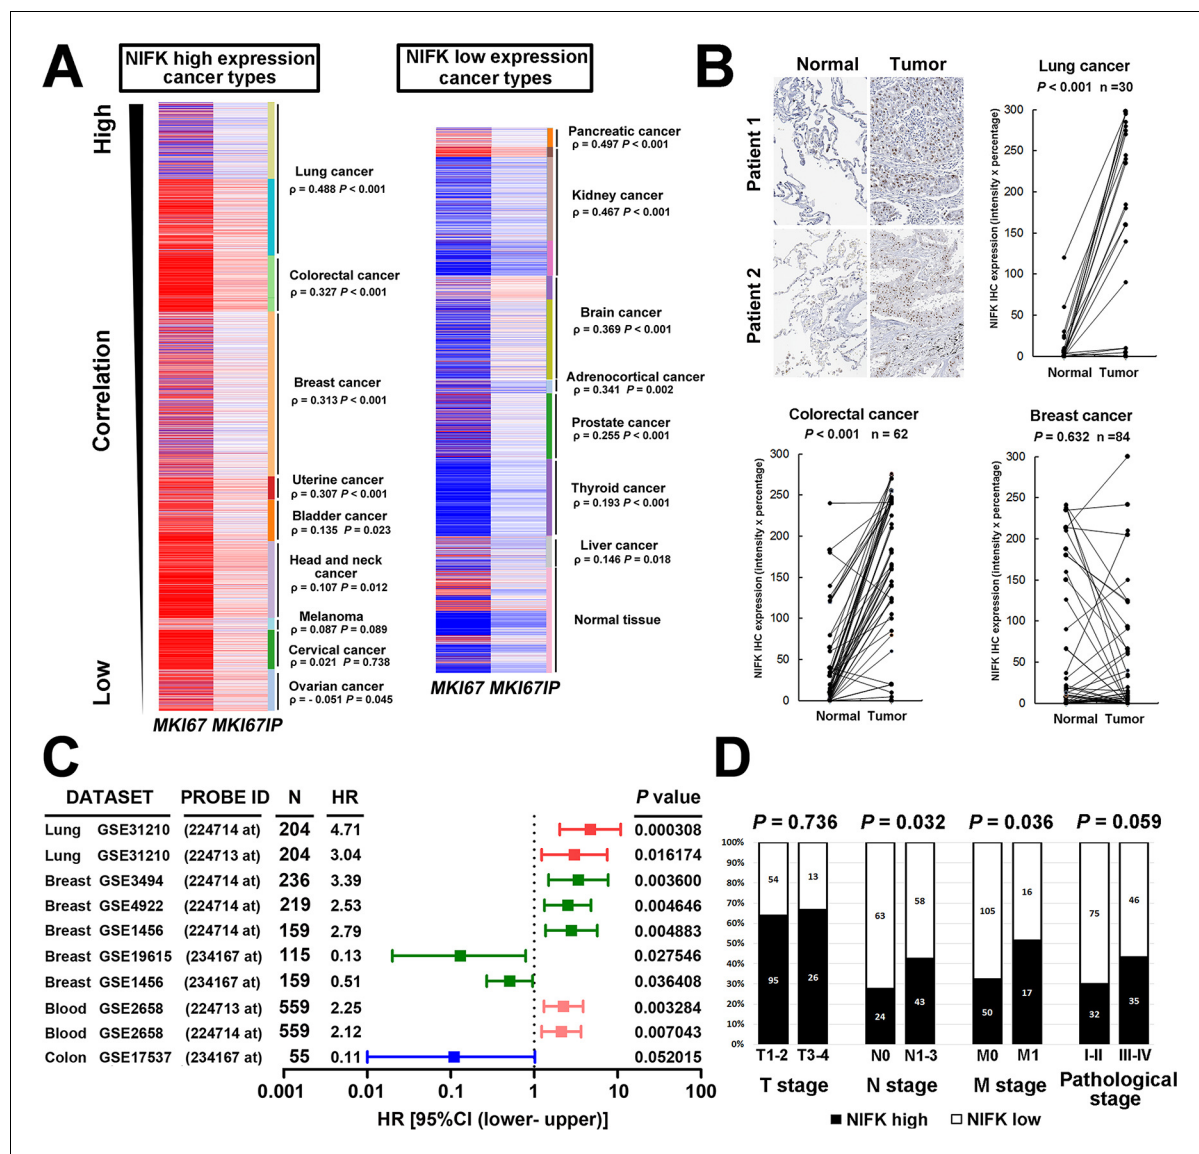 A
NIFK high expression
cancer types
NIFK low expression
cancer types
High
Correlation
Low
Lung cancer
ρ = 0.488 P < 0.001
Colorectal cancer
ρ = 0.327 P < 0.001
Breast cancer
ρ = 0.313 P < 0.001
Uterine cancer
ρ = 0.307 P < 0.001
Bladder cancer
ρ = 0.135 P = 0.023
Head and neck
cancer
ρ = 0.107 P = 0.012
Melanoma
ρ = 0.087 P = 0.089
Cervical cancer
ρ = 0.021 P = 0.738
Ovarian cancer
ρ = - 0.051 P = 0.045
MKI67 MKI67IP
Pancreatic cancer
ρ = 0.497 P < 0.001
Kidney cancer
ρ = 0.467 P < 0.001
Brain cancer
ρ = 0.369 P < 0.001
Adrenocortical cancer
ρ = 0.341 P = 0.002
Prostate cancer
ρ = 0.255 P < 0.001
Thyroid cancer
ρ = 0.193 P < 0.001
Liver cancer
ρ = 0.146 P = 0.018
Normal tissue
MKI67 MKI67IP
B
Normal Tumor
Patient 1
Patient 2
Lung cancer
P < 0.001 n =30
NIFK IHC expression (intensity x percentage)
300
250
200
150
100
50
0
Normal Tumor
Colorectal cancer
P < 0.001 n = 62
NIFK IHC expression (intensity x percentage)
300
250
200
150
100
50
0
Normal Tumor
Breast cancer
P = 0.632 n =84
NIFK IHC expression (intensity x percentage)
300
250
200
150
100
50
0
Normal Tumor
C
DATASET PROBE ID N HR P value
Lung GSE31210 (224714 at) 204 4.71 0.000308
Lung GSE31210 (224713 at) 204 3.04 0.016174
Breast GSE3494 (224714 at) 236 3.39 0.003600
Breast GSE4922 (224714 at) 219 2.53 0.004646
Breast GSE1456 (224714 at) 159 2.79 0.004883
Breast GSE19615 (234167 at) 115 0.13 0.027546
Breast GSE1456 (234167 at) 159 0.51 0.036408
Blood GSE2658 (224713 at) 559 2.25 0.003284
Blood GSE2658 (224714 at) 559 2.12 0.007043
Colon GSE17537 (234167 at) 55 0.11 0.052015
0.001 0.01 0.1 1 10 100
HR [95%CI (lower- upper)]
D
P = 0.736 P = 0.032 P = 0.036 P = 0.059
100%
90%
80%
70%
60%
50%
40%
30%
20%
10%
0%
54 13 63 58 105 16 75 46
95 26 24 43 50 17 32 35
T1-2 T3-4 N0 N1-3 M0 M1 I-II III-IV
T stage N stage M stage Pathological
stage
NIFK high NIFK low